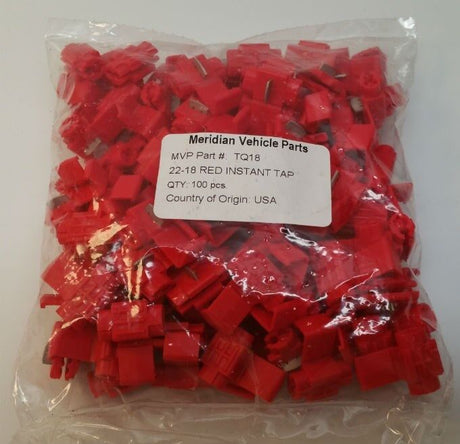 Meridian Vehicle Parts
MVP Part #: TQ18
22-18 RED INSTANT TAP
QTY: 100 pcs.
Country of Origin: USA